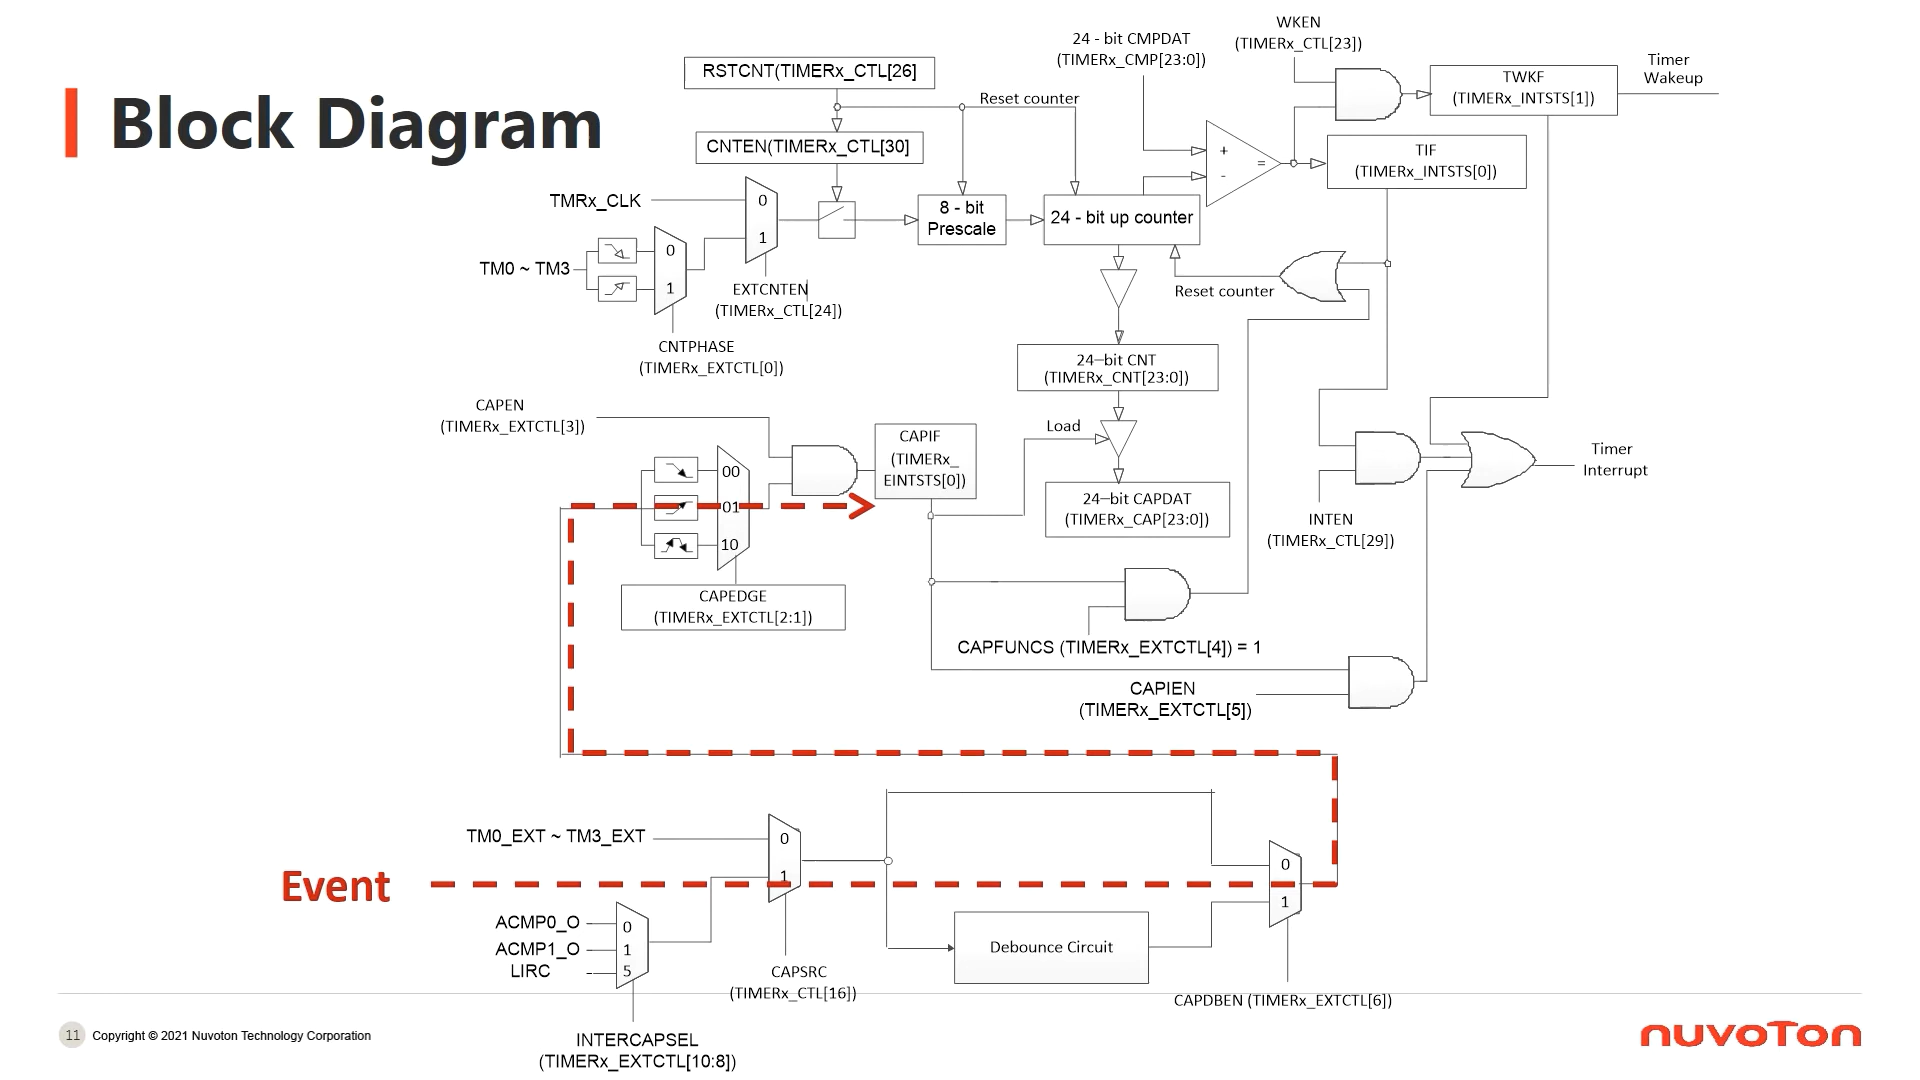 Block Diagram
WKEN
(TIMERx_CTL[23])
24 - bit CMPDAT
(TIMERx_CMP[23:0])
RSTCNT(TIMERx_CTL[26]
Reset counter
CNTEN(TIMERx_CTL[30]
TWKF
(TIMERx_INTSTS[1])
Timer
Wakeup
+
-
=
TIF
(TIMERx_INTSTS[0])
TMRx_CLK
0
1
8 - bit
Prescale
24 - bit up counter
TM0 ~ TM3
0
1
EXTCNTEN
(TIMERx_CTL[24])
Reset counter
CNTPHASE
(TIMERx_EXTCTL[0])
24–bit CNT
(TIMERx_CNT[23:0])
CAPEN
(TIMERx_EXTCTL[3])
Load
CAPIF
(TIMERx_
EINTSTS[0])
00
01
10
24–bit CAPDAT
(TIMERx_CAP[23:0])
Timer
Interrupt
INTEN
(TIMERx_CTL[29])
CAPEDGE
(TIMERx_EXTCTL[2:1])
CAPFUNCS (TIMERx_EXTCTL[4]) = 1
CAPIEN
(TIMERx_EXTCTL[5])
TM0_EXT ~ TM3_EXT
0
1
0
1
Event
ACMP0_O
ACMP1_O
LIRC
0
1
5
Debounce Circuit
CAPSRC
(TIMERx_CTL[16])
CAPDBEN (TIMERx_EXTCTL[6])
INTERCAPSEL
(TIMERx_EXTCTL[10:8])
11
Copyright © 2021 Nuvoton Technology Corporation
nuvoTon